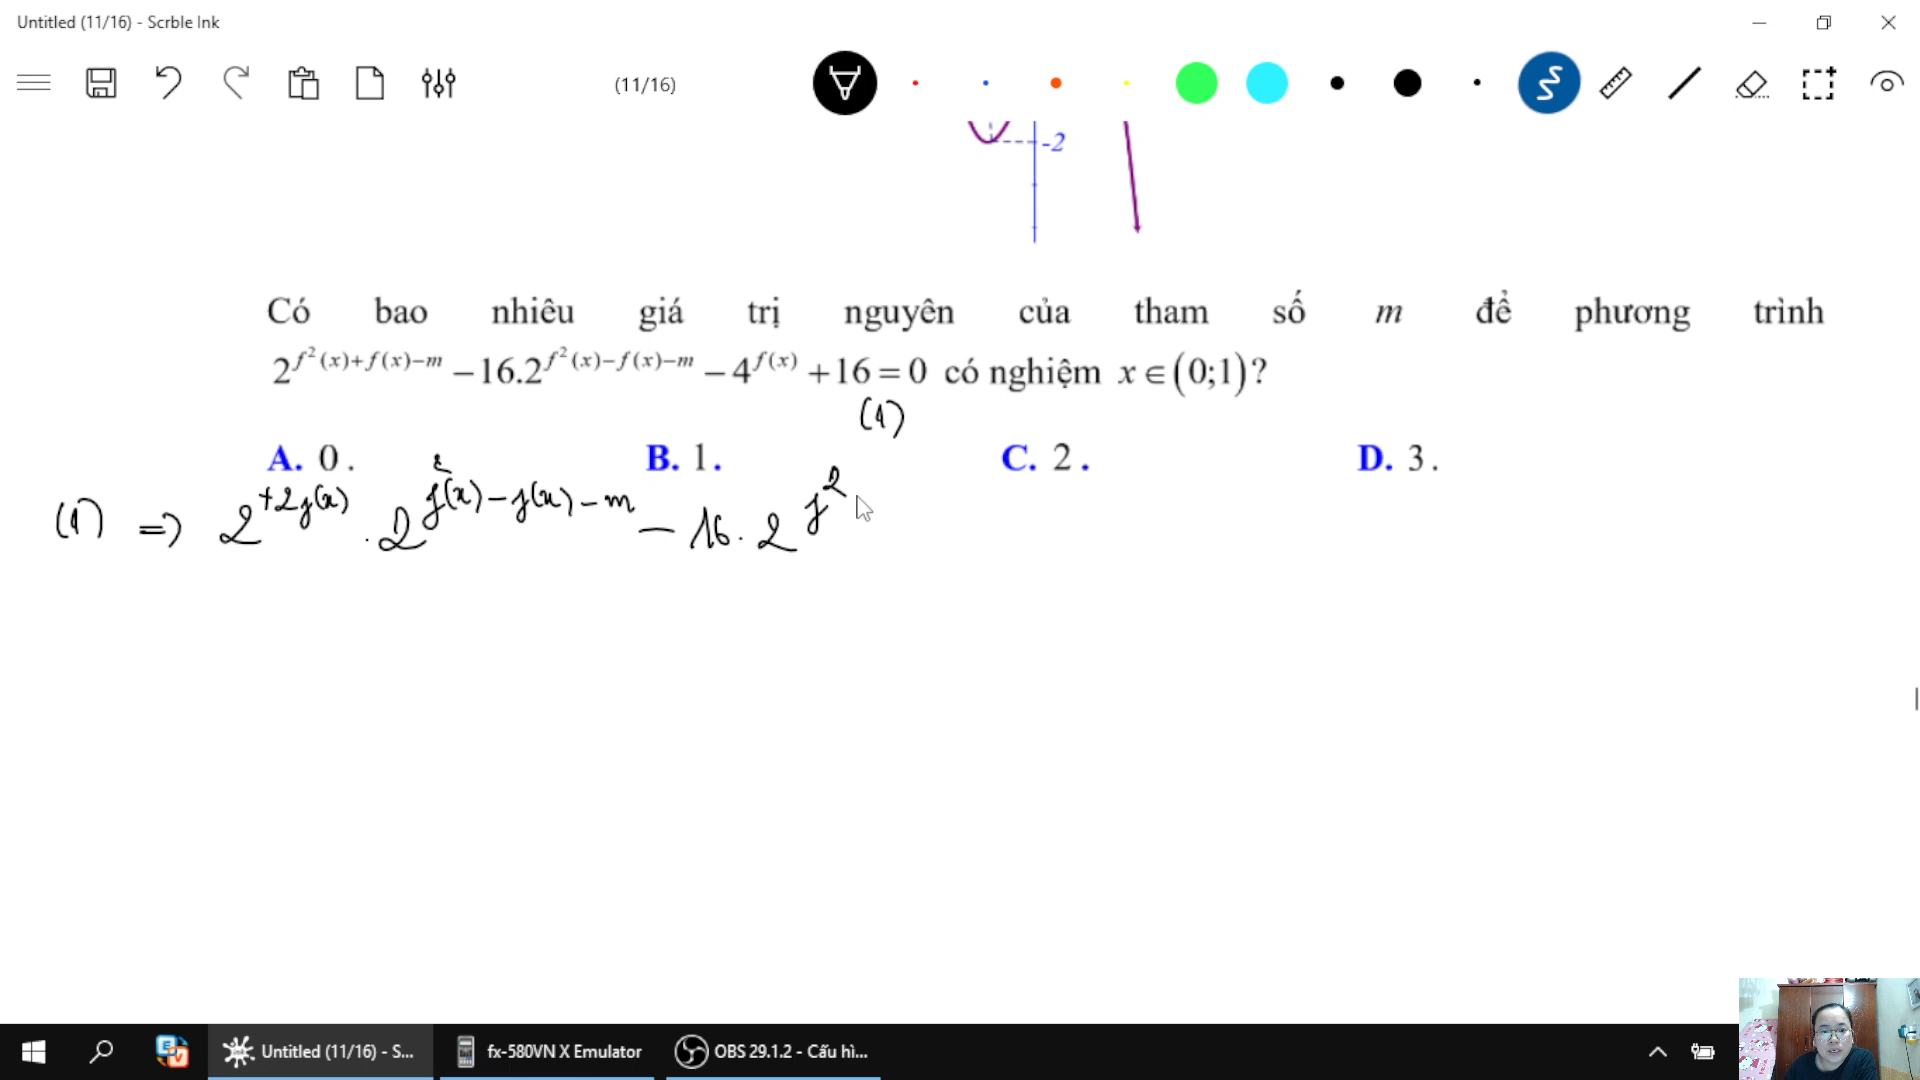 Untitled (11/16) - Scrble Ink
(11/16)
-2
Có bao nhiêu giá trị nguyên của tham số m để phương trình
2^{f²(x)+f(x)−m} − 16.2^{f²(x)−f(x)−m} − 4^{f(x)} + 16 = 0 có nghiệm x ∈ (0;1)?
(1)
A. 0. B. 1. C. 2. D. 3.
(1) => 2^{+2f(x)} . 2^{f²(x)−f(x)−m} − 16. 2^{f²}
Untitled (11/16) - S... fx-580VN X Emulator OBS 29.1.2 - Cấu hì...